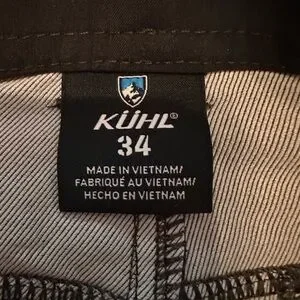 KÜHL®
34
MADE IN VIETNAM/
FABRIQUÉ AU VIETNAM/
HECHO EN VIETNAM